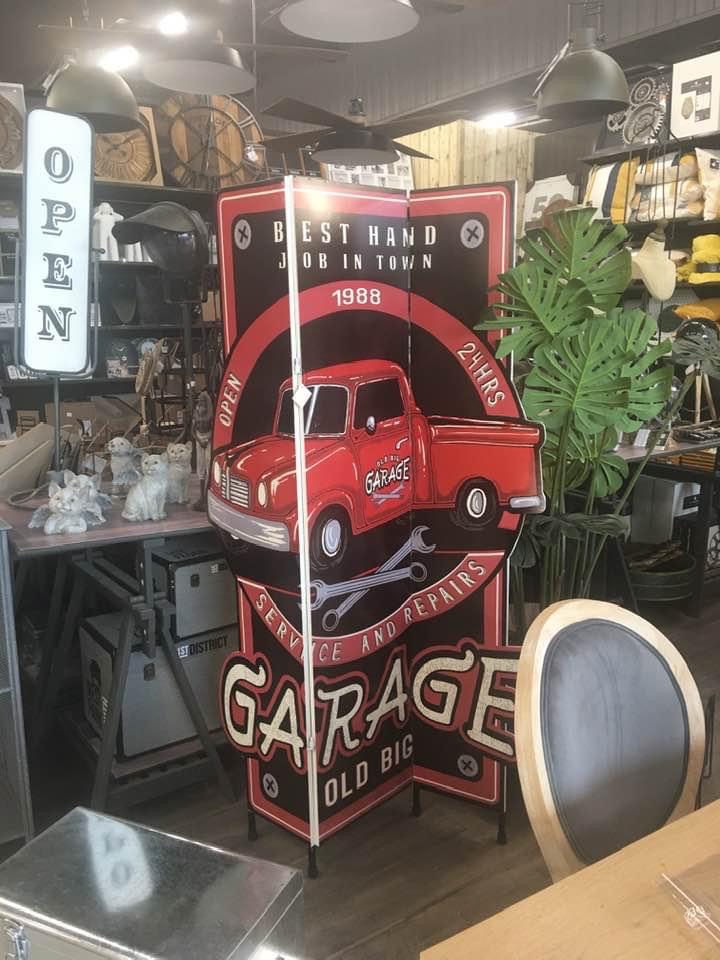 OPEN
BEST HAND
JOB IN TOWN
1988
OPEN
24HRS
OLD BIG
GARAGE
SERVICE AND REPAIRS
GARAGE
OLD BIG
DISTRICT